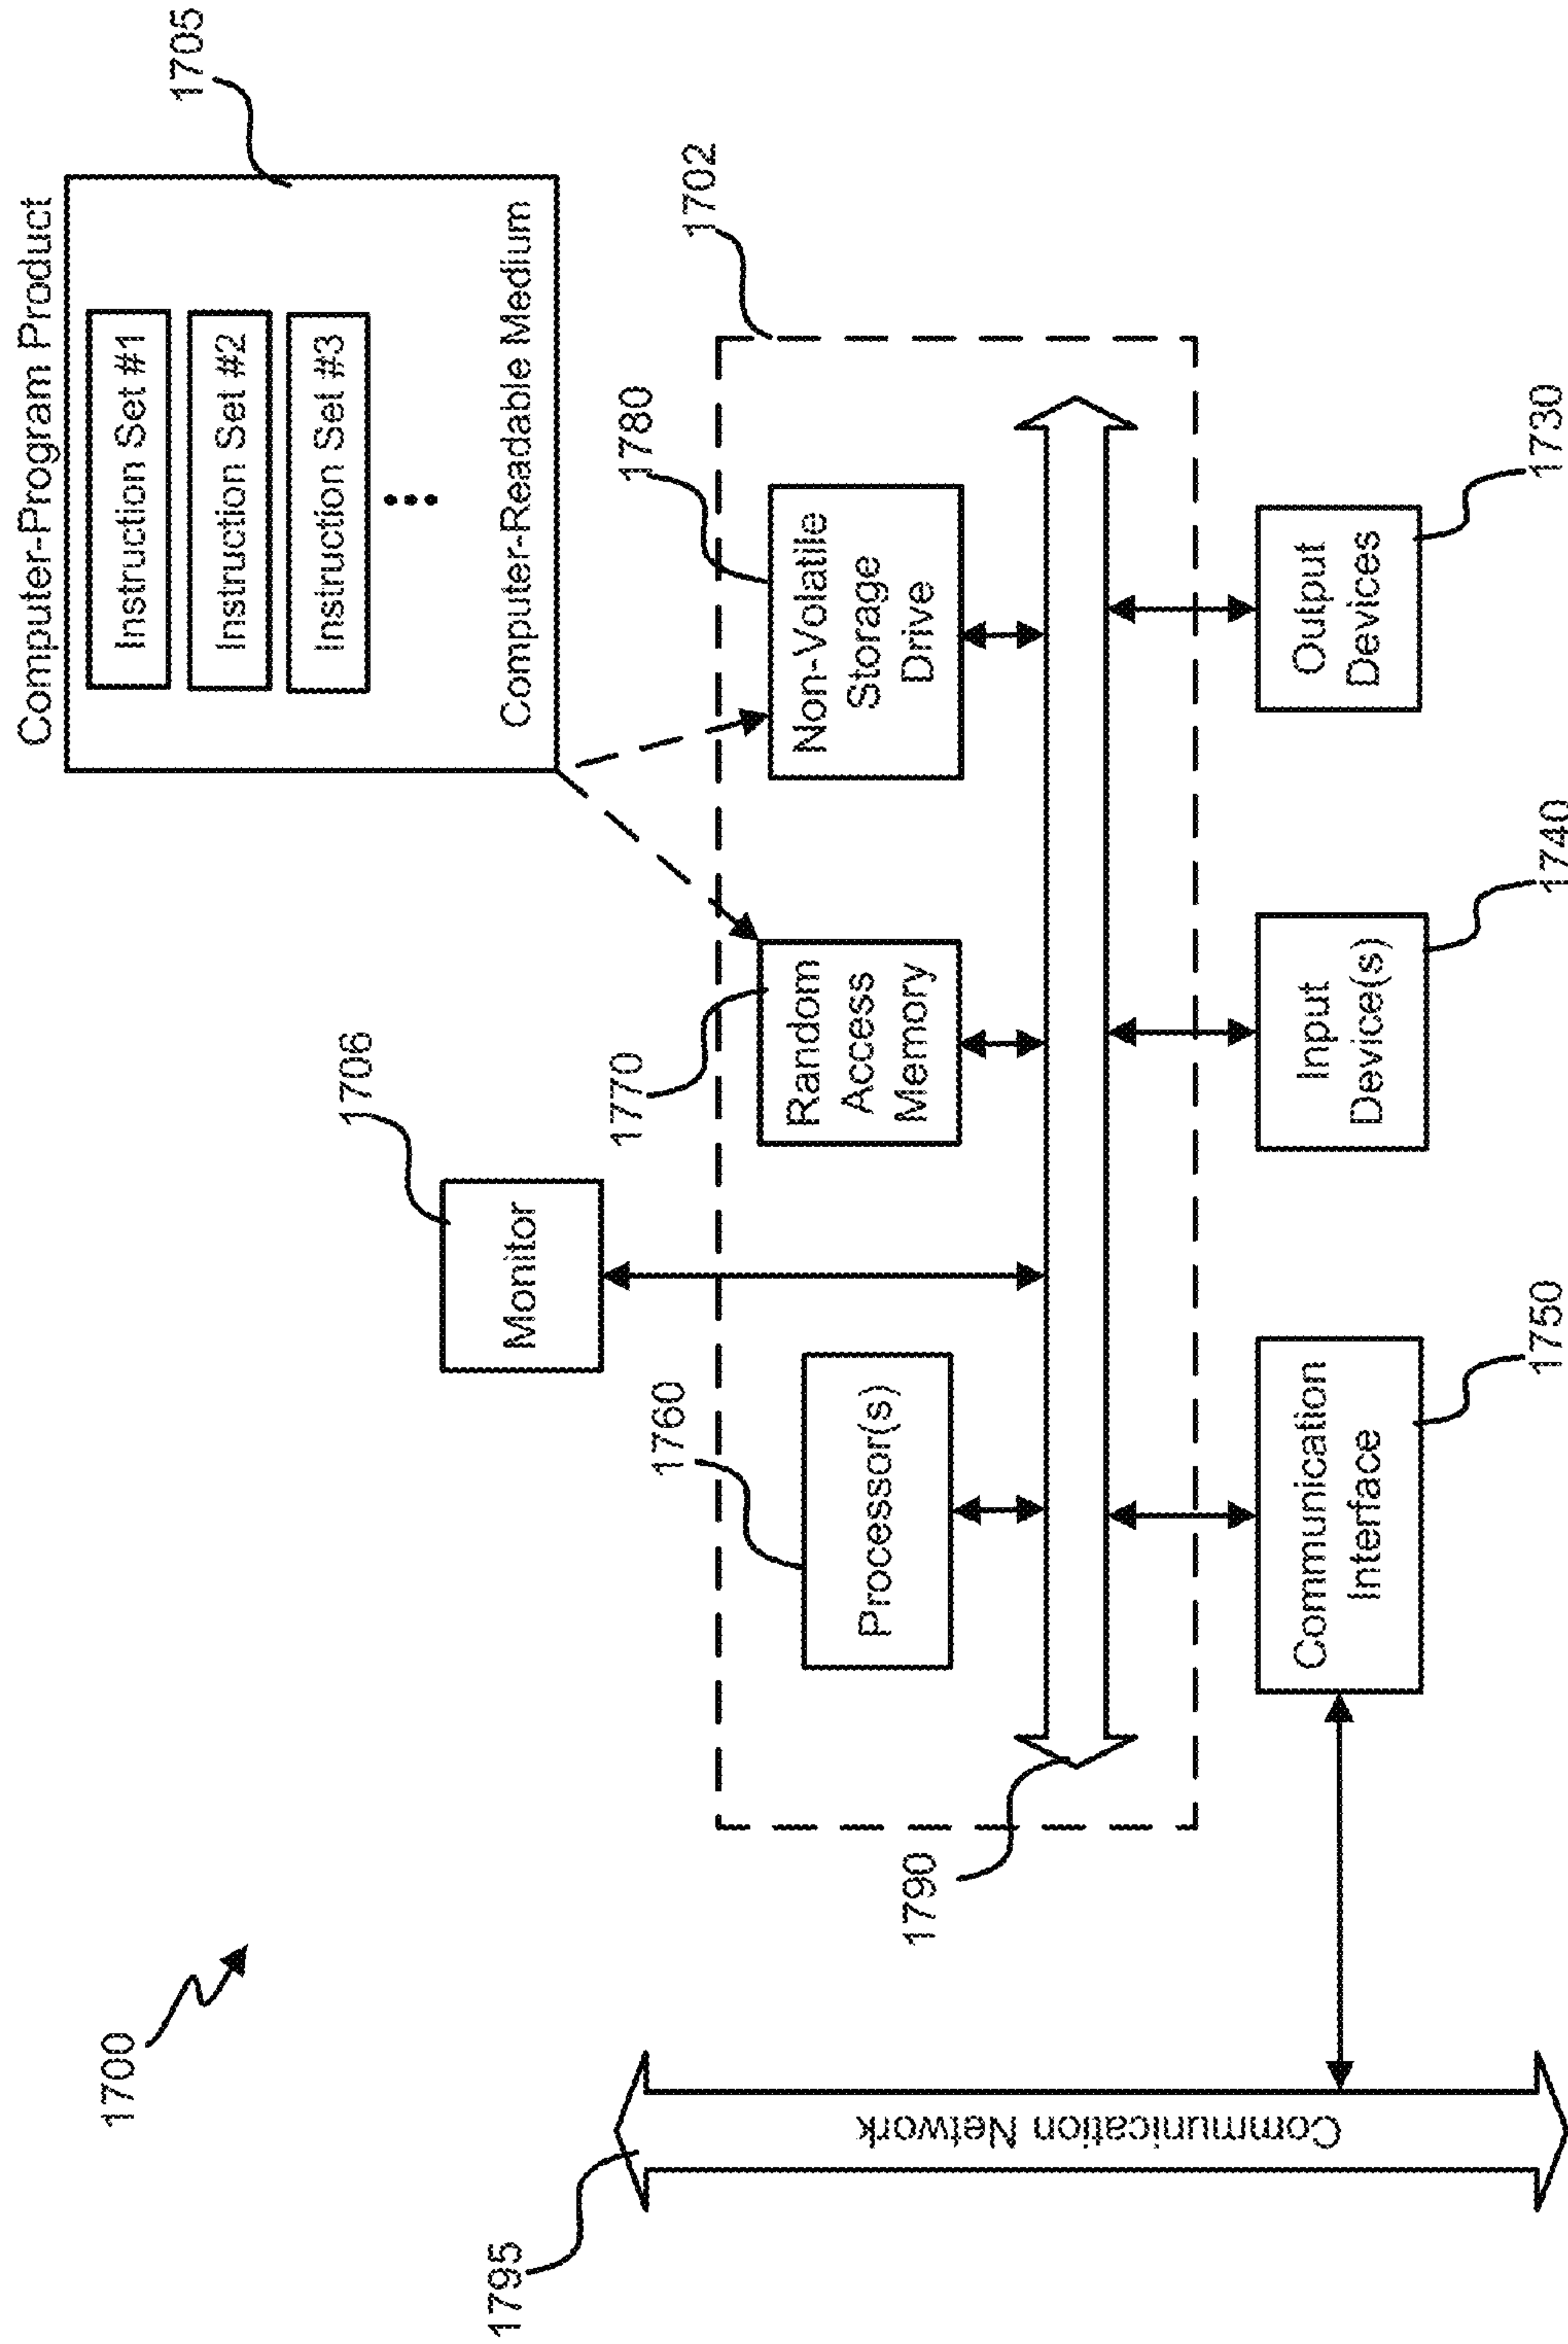 1700
Computer-Program Product
Instruction Set #1
Instruction Set #2
Instruction Set #3
Computer-Readable Medium
1705
1706
Monitor
1702
1760
Processor(s)
1770
Random
Access
Memory
1780
Non-Volatile
Storage
Drive
1790
1795
Communication Network
Communication
Interface
1750
Input
Device(s)
1740
Output
Devices
1730